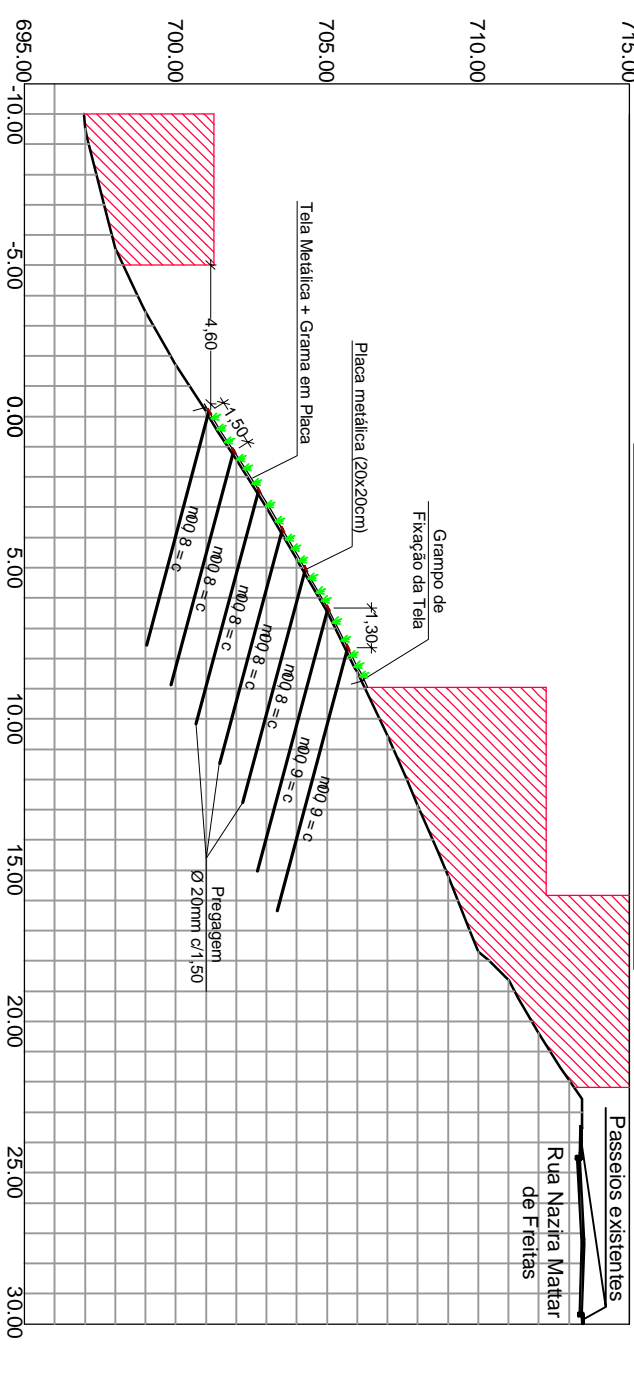 715.00
710.00
705.00
700.00
695.00
-10.00
-5.00
0.00
5.00
10.00
15.00
20.00
25.00
30.00
4,60
1,50
Tela Metálica + Grama em Placa
Placa metálica (20x20cm)
Grampo de
Fixação da Tela
1,30
c = 8,00m
c = 8,00m
c = 8,00m
c = 8,00m
c = 8,00m
c = 9,00m
c = 9,00m
Pregagem
Ø 20mm c/1,50
Passeios existentes
Rua Nazira Mattar
de Freitas